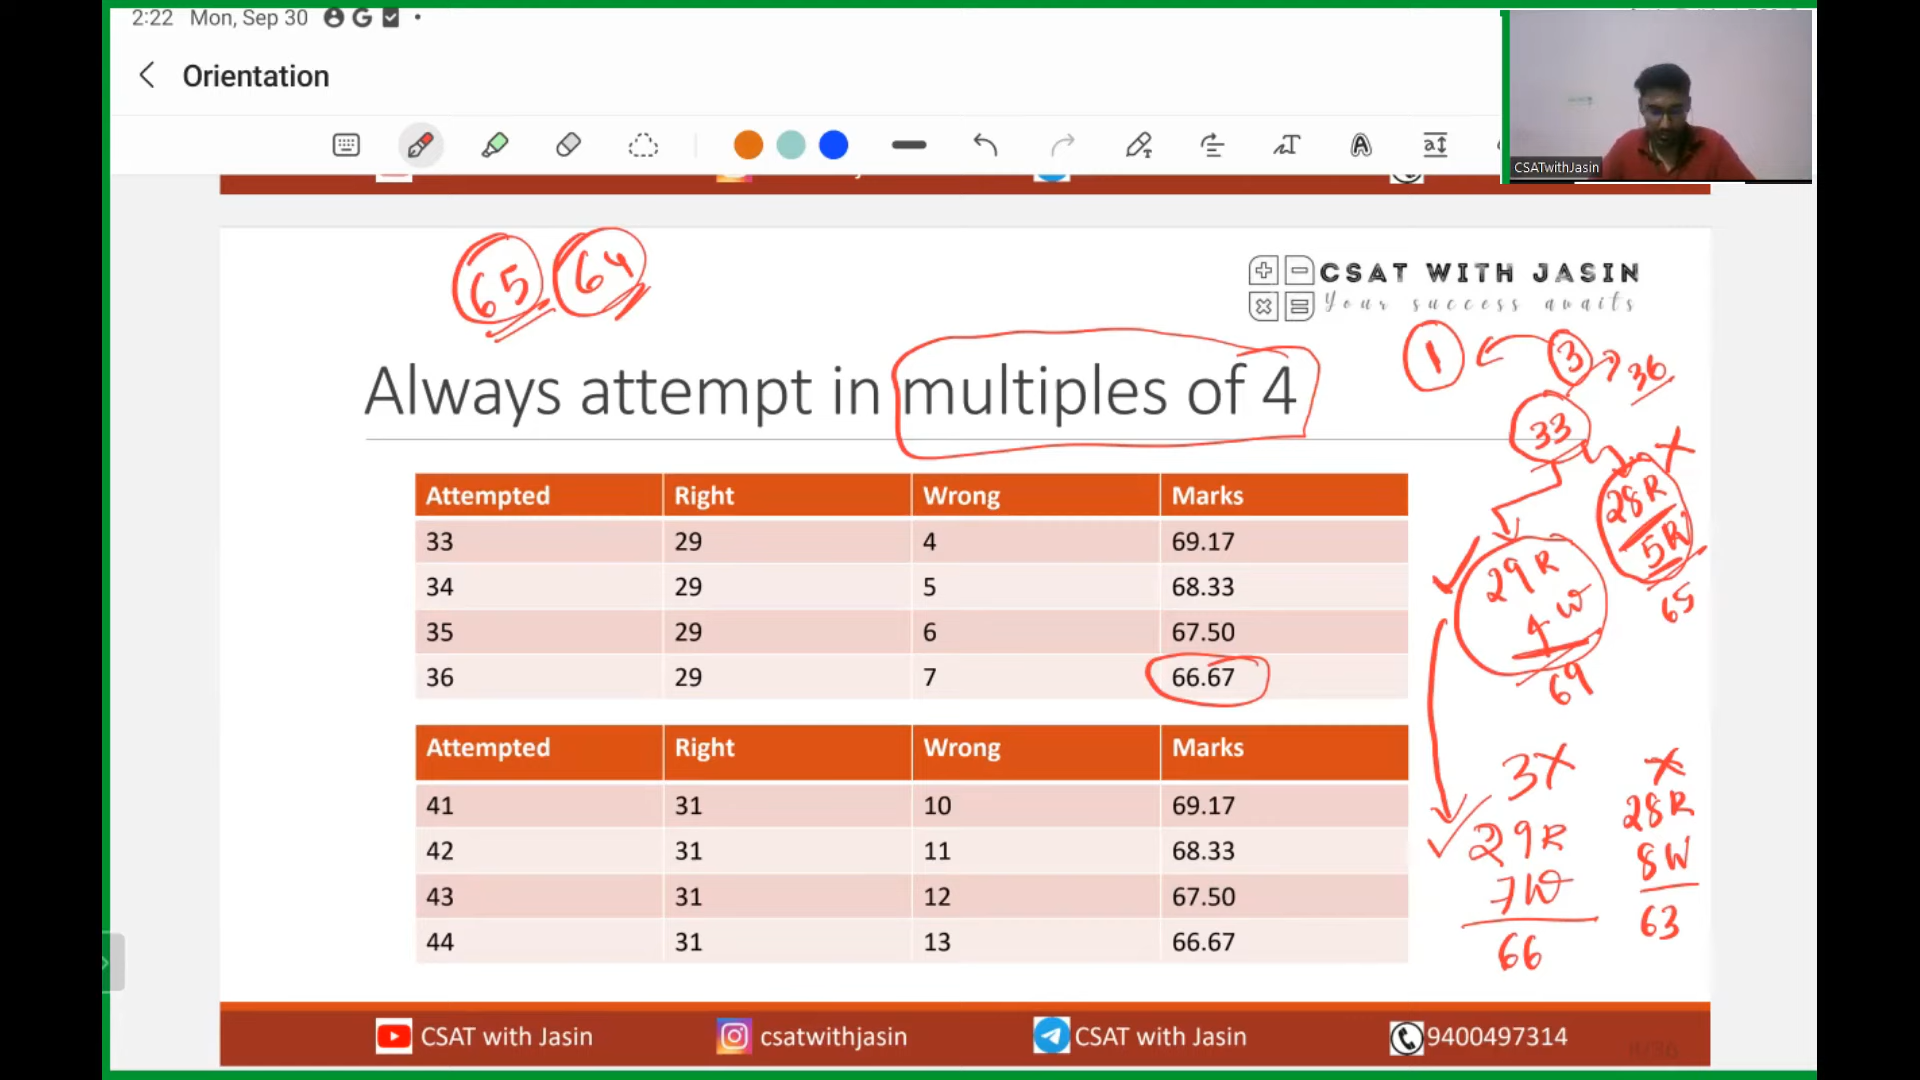 2:22 Mon, Sep 30
Orientation
CSATwithJasin
65 64
CSAT WITH JASIN
Your success awaits
Always attempt in multiples of 4
1 3 36
33
Attempted Right Wrong Marks
33 29 4 69.17
34 29 5 68.33
35 29 6 67.50
36 29 7 66.67
X
28R
5R
65
29R
4W
69
Attempted Right Wrong Marks
41 31 10 69.17
42 31 11 68.33
43 31 12 67.50
44 31 13 66.67
3X
29R
7W
66
X
28R
8W
63
CSAT with Jasin csatwithjasin CSAT with Jasin 9400497314